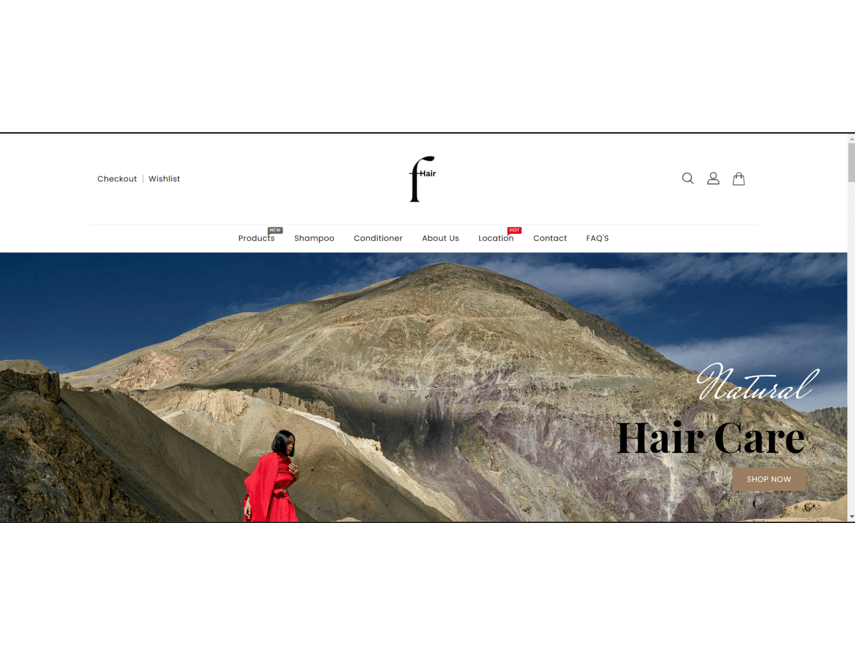 Checkout | Wishlist
f Hair
NEW
HOT
Products Shampoo Conditioner About Us Location Contact FAQ'S
Natural
Hair Care
SHOP NOW